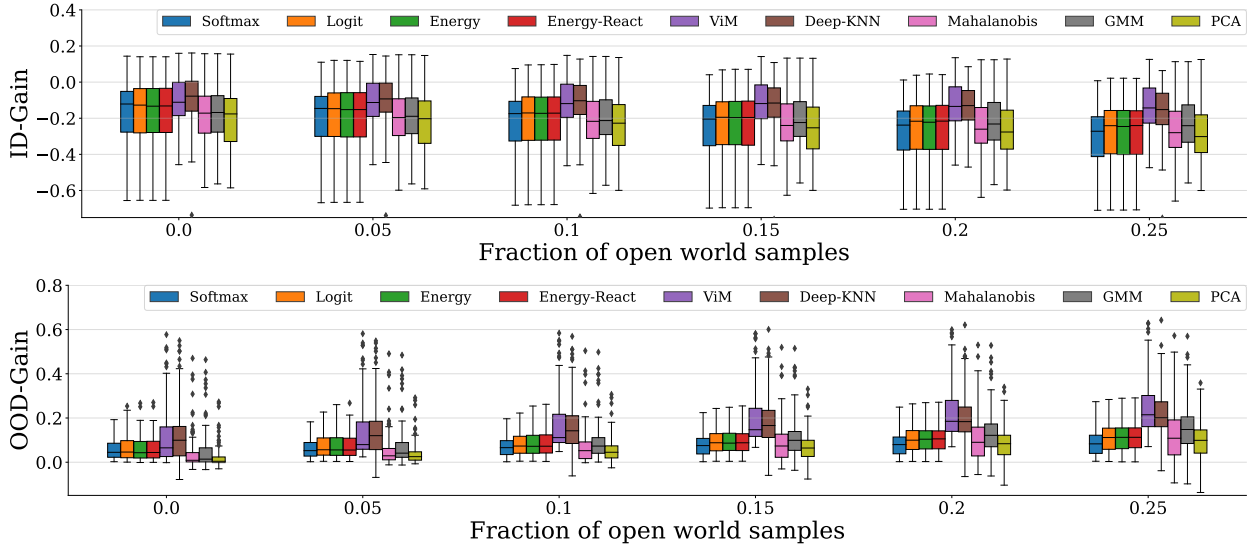 0.4
Softmax Logit Energy Energy-React ViM Deep-KNN Mahalanobis GMM PCA
0.2
0.0
−0.2
−0.4
−0.6
ID-Gain
0.0 0.05 0.1 0.15 0.2 0.25
Fraction of open world samples
0.8
Softmax Logit Energy Energy-React ViM Deep-KNN Mahalanobis GMM PCA
0.6
0.4
0.2
0.0
OOD-Gain
0.0 0.05 0.1 0.15 0.2 0.25
Fraction of open world samples